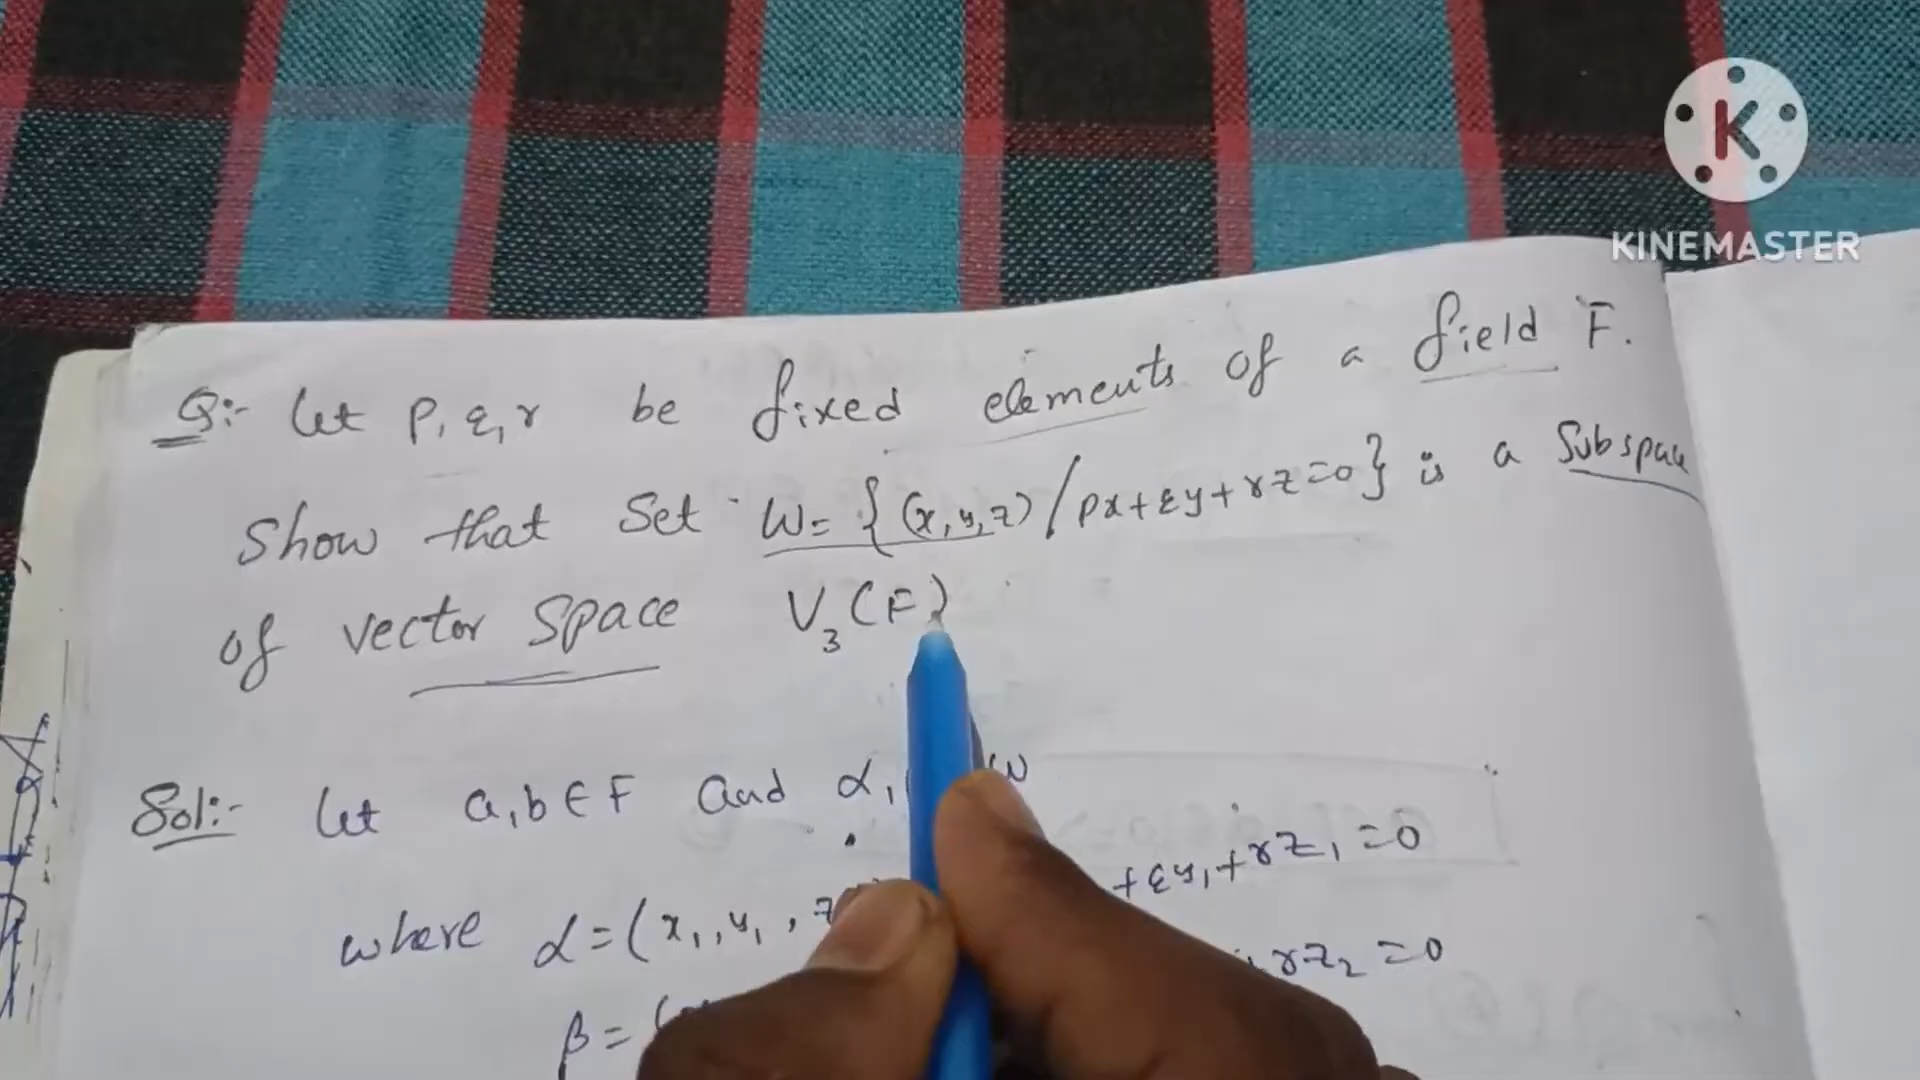 K
KINEMASTER
Q:- Let p, q, r be fixed elements of a field F.
Show that set W= {(x, y, z) / px+qy+rz=0} is a Subspace
of vector space V₃(F)
Sol:- Let a, b ∈ F and α, W
where α=(x₁, y₁, z +qy₁+rz₁=0
β=( rz₂=0